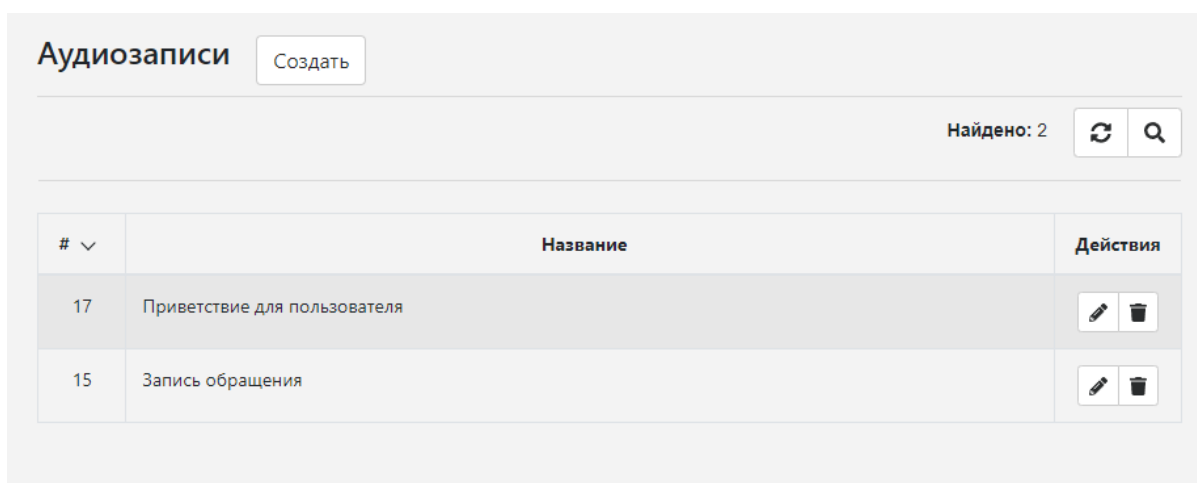 Аудиозаписи Создать
Найдено: 2
# Название Действия
17 Приветствие для пользователя
15 Запись обращения